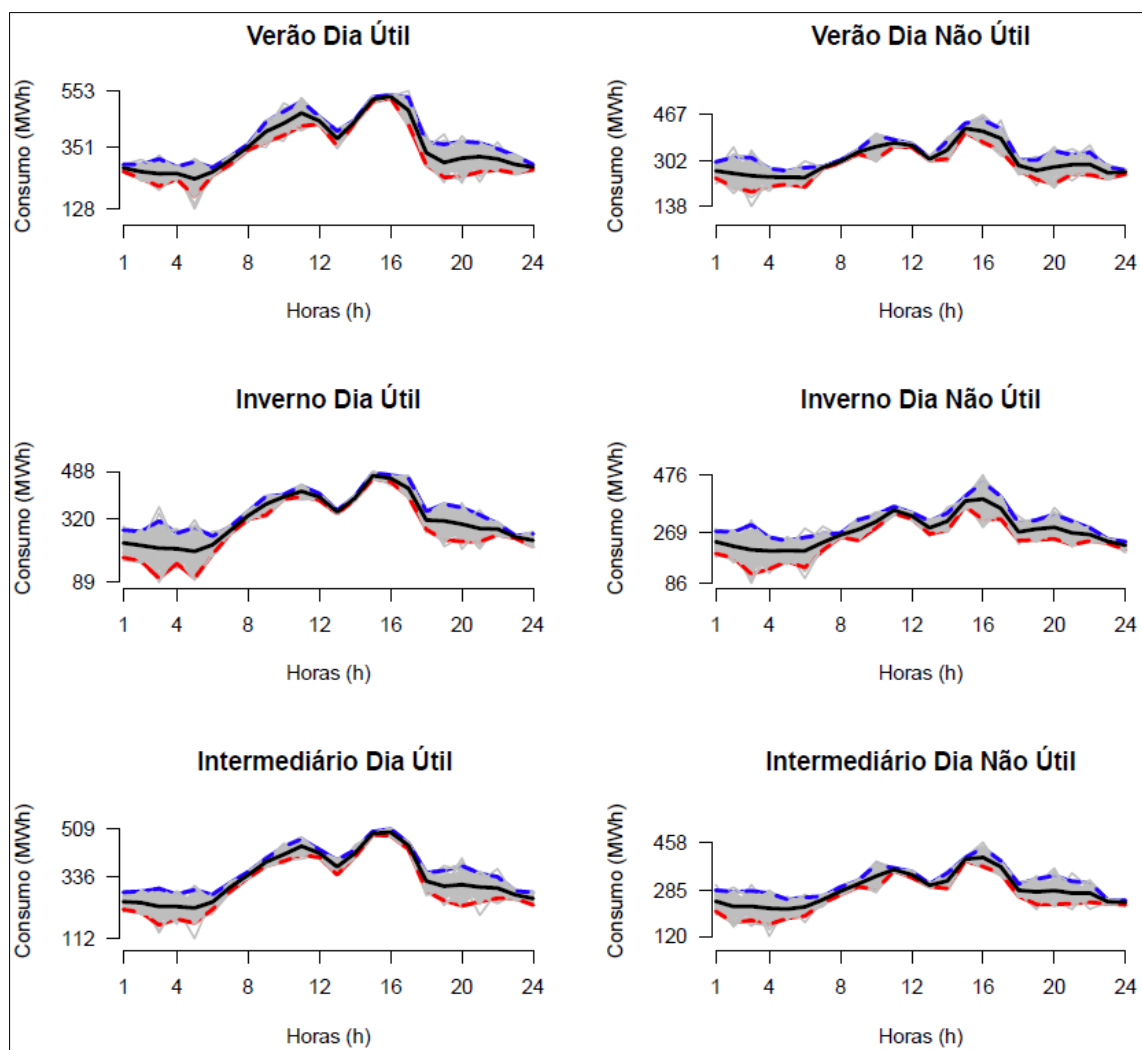 Verão Dia Útil
Consumo (MWh)
553
351
128
1 4 8 12 16 20 24
Horas (h)
Verão Dia Não Útil
Consumo (MWh)
467
302
138
1 4 8 12 16 20 24
Horas (h)
Inverno Dia Útil
Consumo (MWh)
488
320
89
1 4 8 12 16 20 24
Horas (h)
Inverno Dia Não Útil
Consumo (MWh)
476
269
86
1 4 8 12 16 20 24
Horas (h)
Intermediário Dia Útil
Consumo (MWh)
509
336
112
1 4 8 12 16 20 24
Horas (h)
Intermediário Dia Não Útil
Consumo (MWh)
458
285
120
1 4 8 12 16 20 24
Horas (h)